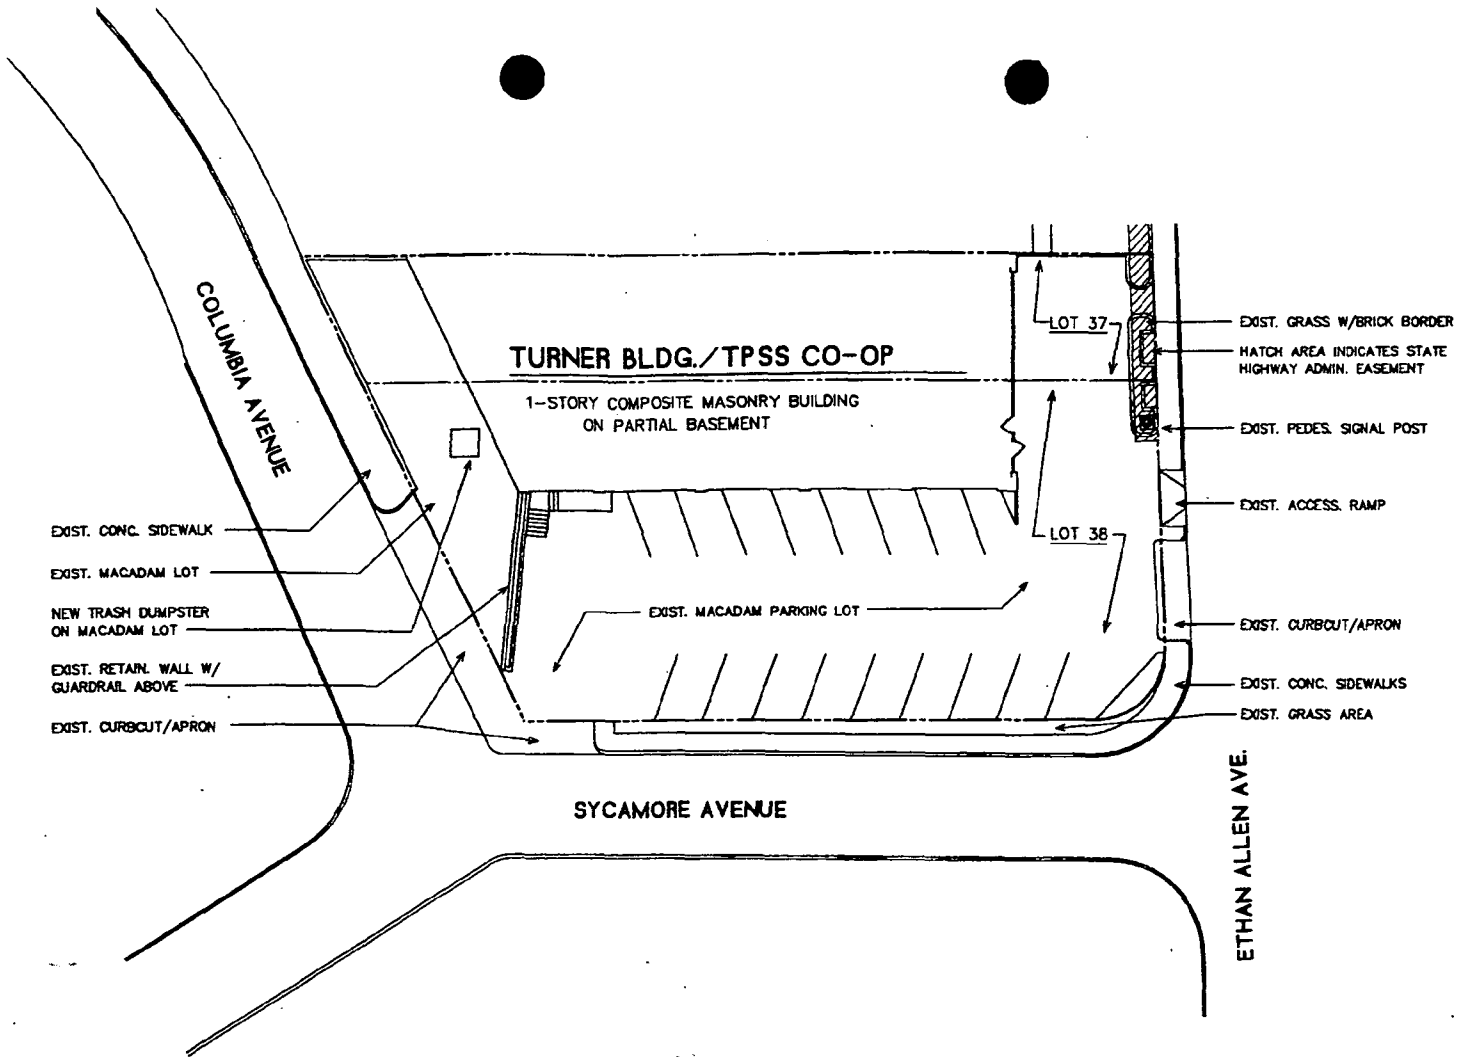 COLUMBIA AVENUE
TURNER BLDG./TPSS CO-OP
1-STORY COMPOSITE MASONRY BUILDING
ON PARTIAL BASEMENT
LOT 37
LOT 38
EXIST. GRASS W/BRICK BORDER
HATCH AREA INDICATES STATE
HIGHWAY ADMIN. EASEMENT
EXIST. PEDES. SIGNAL POST
EXIST. ACCESS. RAMP
EXIST. CURBCUT/APRON
EXIST. CONC. SIDEWALKS
EXIST. GRASS AREA
EXIST. CONC. SIDEWALK
EXIST. MACADAM LOT
NEW TRASH DUMPSTER
ON MACADAM LOT
EXIST. RETAIN. WALL W/
GUARDRAIL ABOVE
EXIST. CURBCUT/APRON
EXIST. MACADAM PARKING LOT
SYCAMORE AVENUE
ETHAN ALLEN AVE.